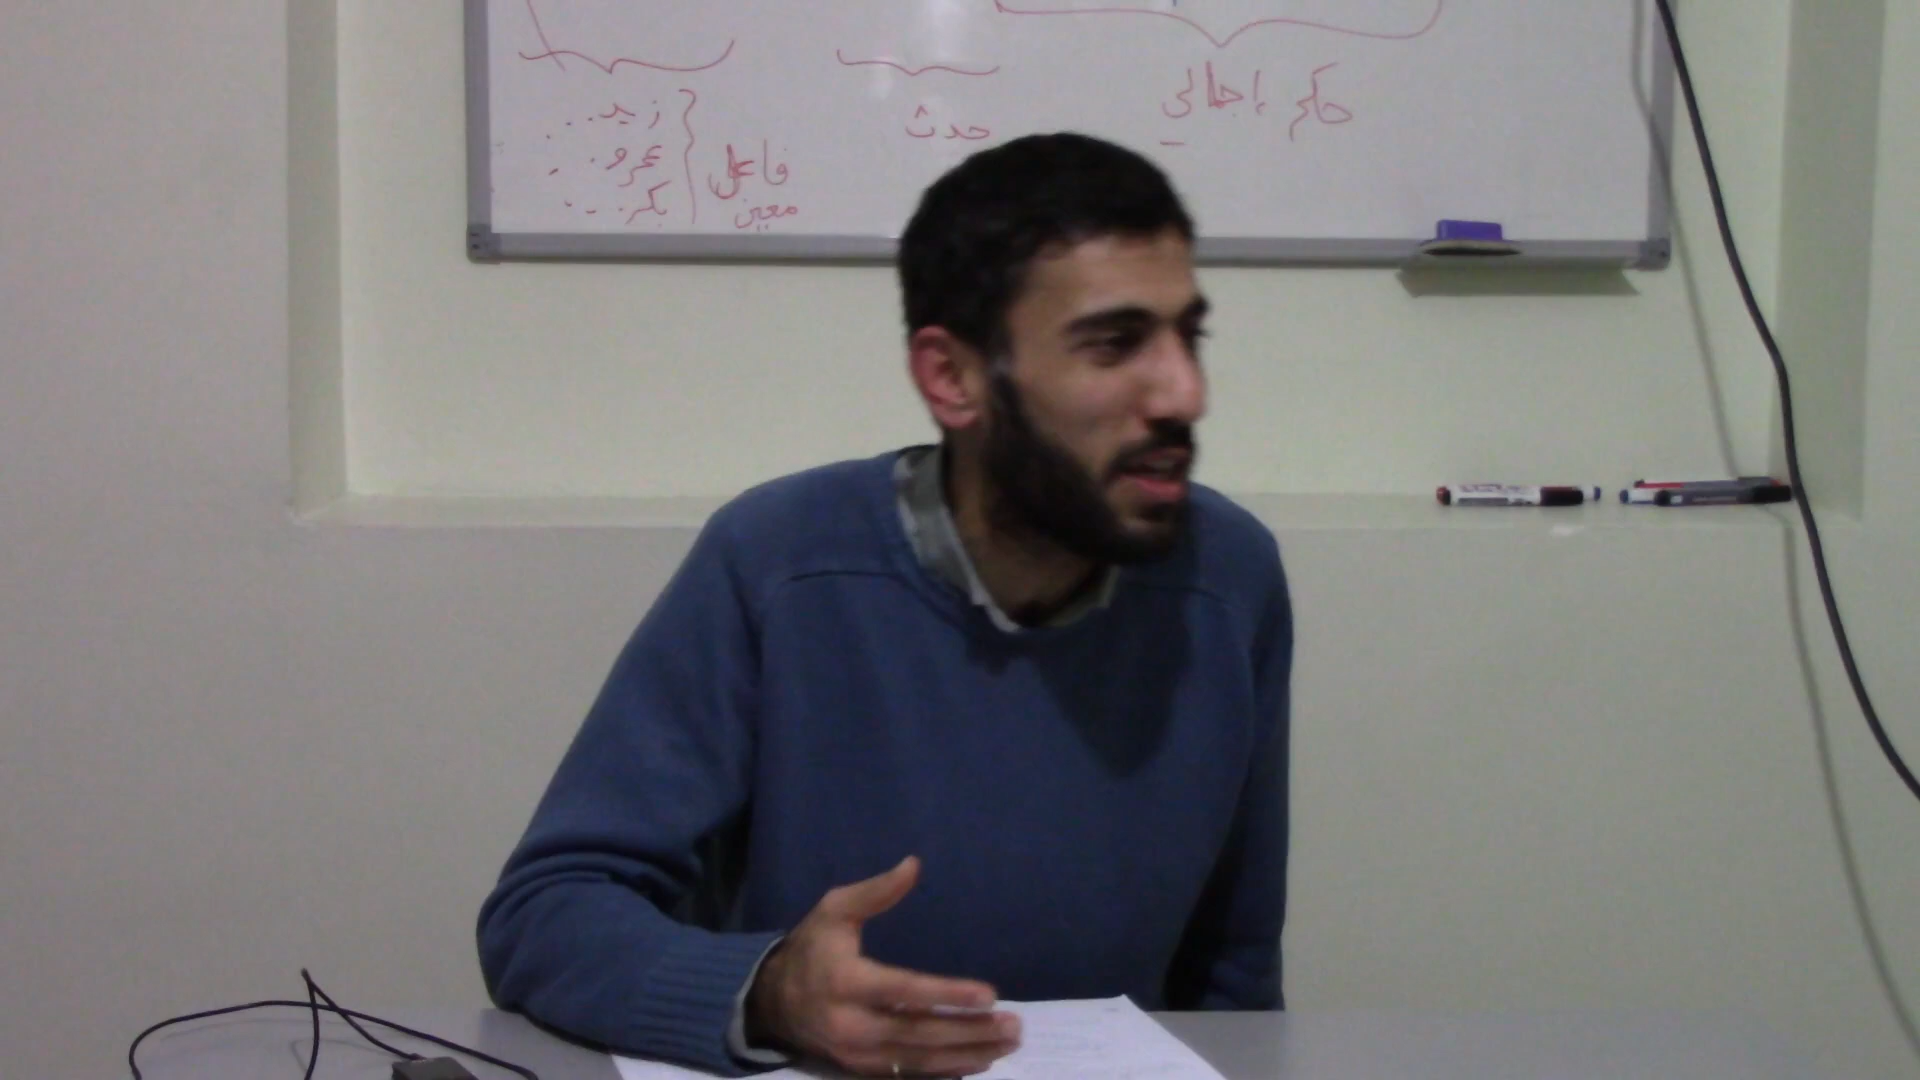 حكم إجمالي
حدث
فاعل
معين
زيد...
عمرو..
بكر...